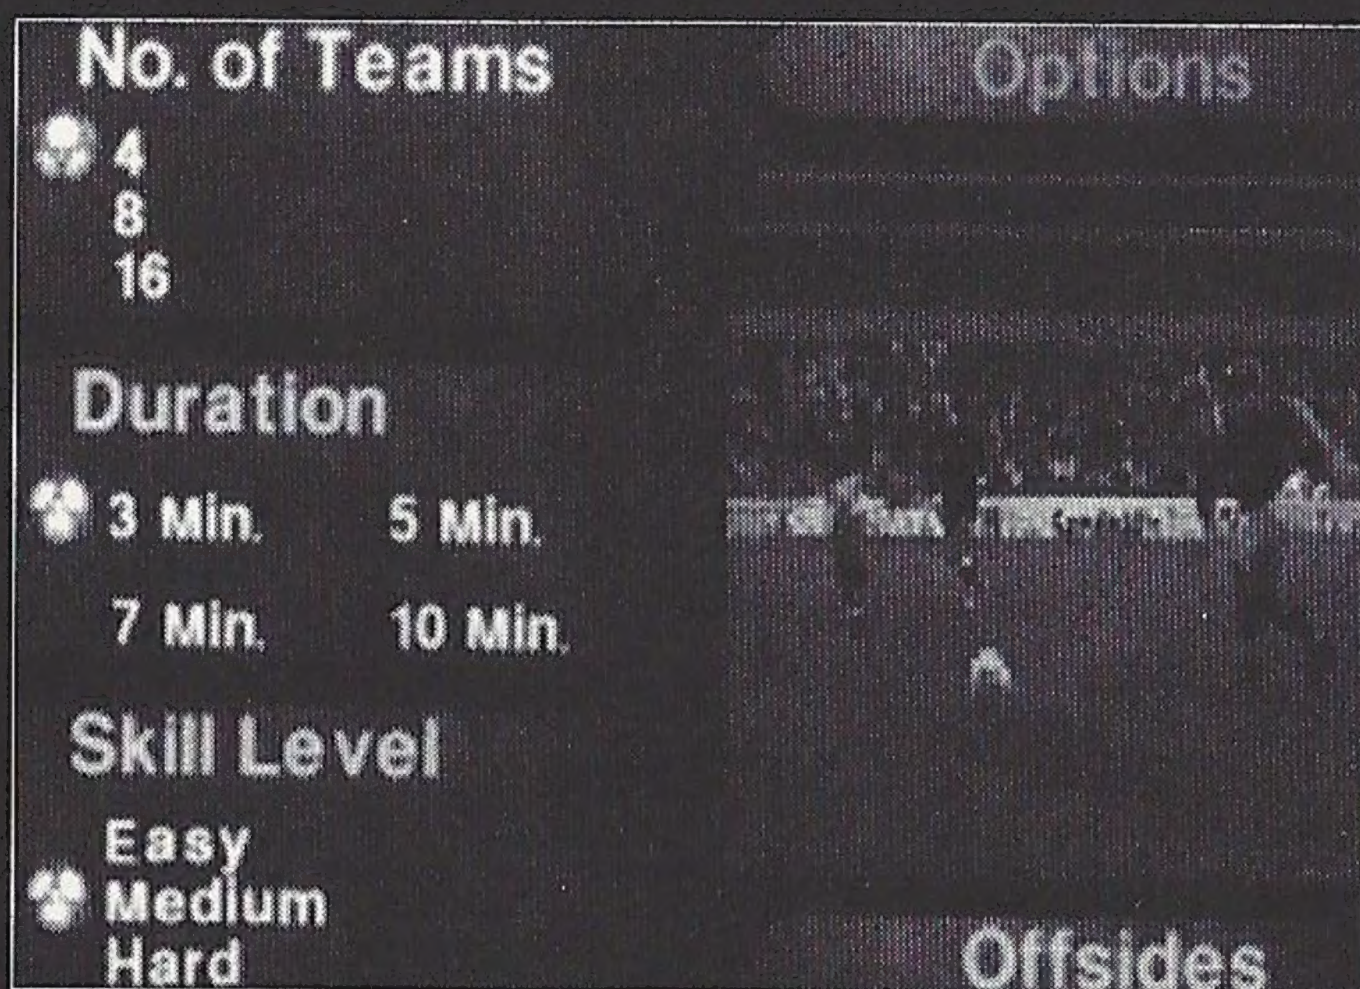 No. of Teams
4
8
16
Duration
3 Min. 5 Min.
7 Min. 10 Min.
Skill Level
Easy
Medium
Hard
Options
Offsides